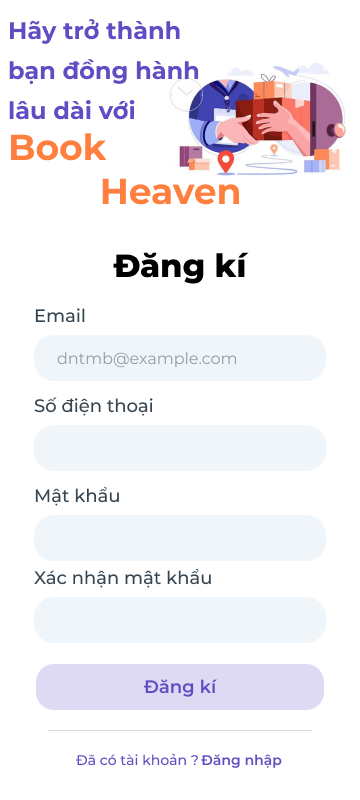 Hãy trở thành
bạn đồng hành
lâu dài với
Book
Heaven
Đăng kí
Email
dntmb@example.com
Số điện thoại
Mật khẩu
Xác nhận mật khẩu
Đăng kí
Đã có tài khoản ? Đăng nhập